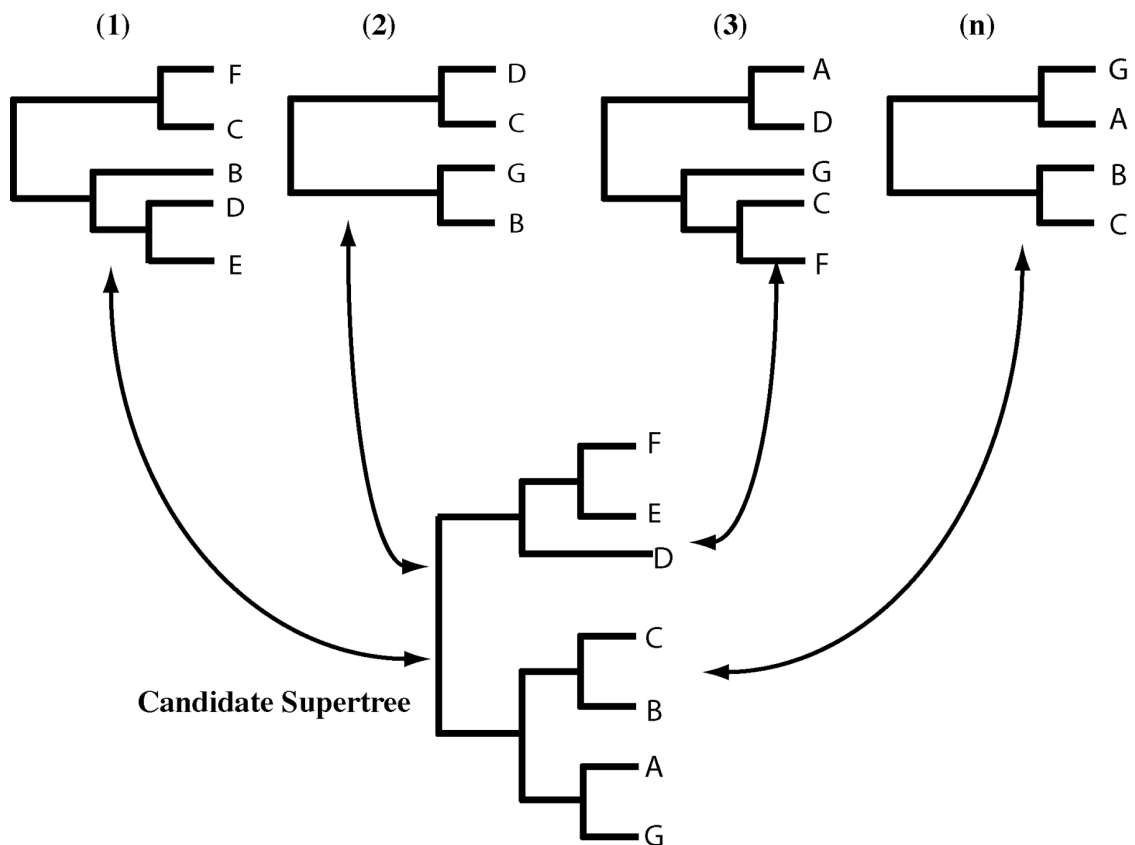 (1) (2) (3) (n)
F D A G
C C D A
B G G B
D B C C
E F
F
E
D
C
Candidate Supertree
B
A
G